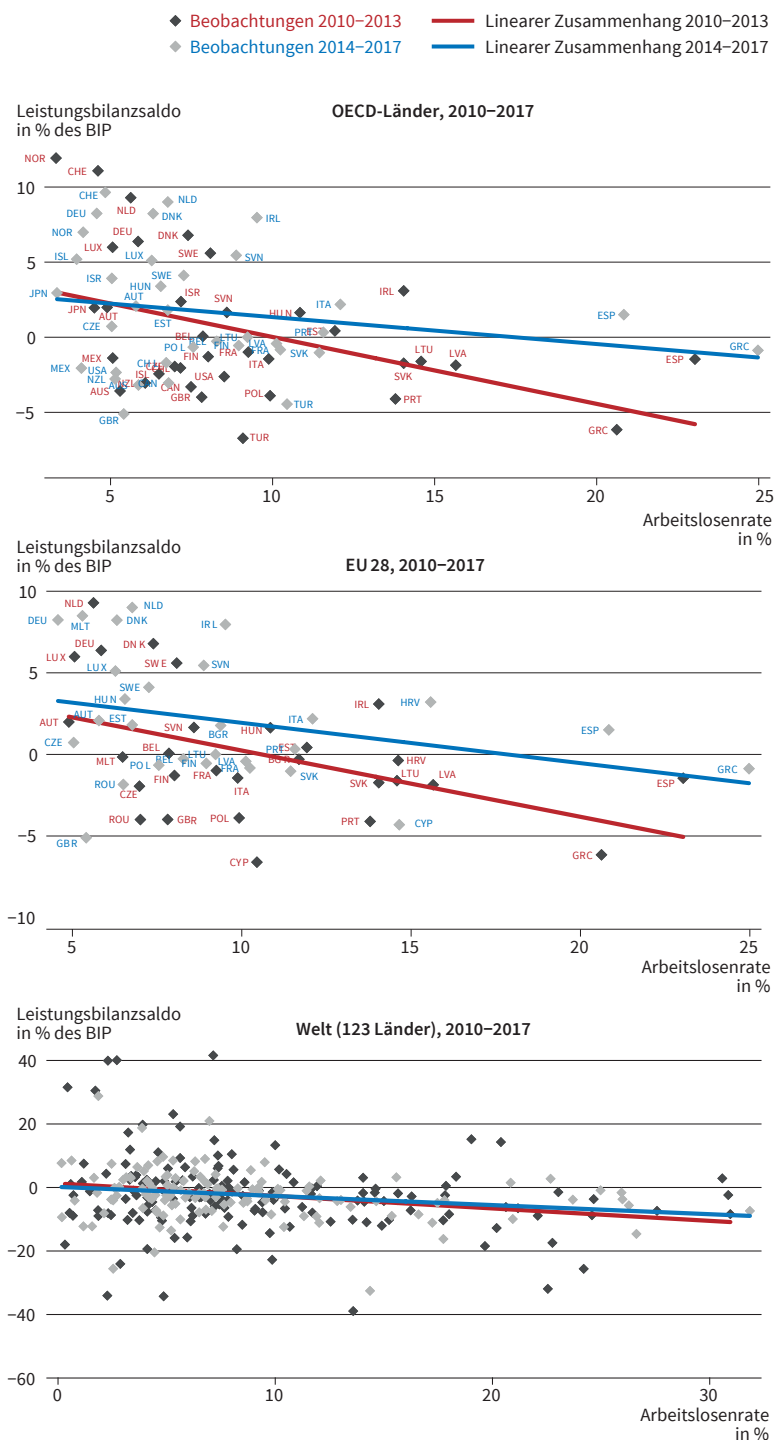 Beobachtungen 2010–2013 Linearer Zusammenhang 2010–2013
Beobachtungen 2014–2017 Linearer Zusammenhang 2014–2017
Leistungsbilanzsaldo
in % des BIP
OECD-Länder, 2010–2017
NOR
CHE
10
CHE
NLD
NLD
DEU
DNK
IRL
NOR
DEU
DNK
LUX
SWE
ISL
LUX
SVN
5
ISR
SWE
HUN
ISR
IRL
JPN
AUT
SVN
ITA
JPN
AUT
EST
HUN
ESP
CZE
PRT
EST
0
BEL
BEL
LTU
LVA
POL
FIN
FRA
FRA
SVK
GRC
MEX
FIN
ITA
LTU
LVA
ESP
MEX
USA
CHL
ISL
USA
SVK
NZL
CAN
AUS
GBR
POL
PRT
TUR
−5
GBR
TUR
GRC
5
10
15
20
25
Arbeitslosenrate
in %
Leistungsbilanzsaldo
in % des BIP
EU 28, 2010–2017
10
NLD
NLD
DEU
MLT
DNK
IRL
DEU
DNK
LUX
LUX
SWE
SVN
5
SWE
HUN
IRL
HRV
AUT
AUT
EST
SVN
BGR
HUN
ITA
ESP
CZE
BEL
LTU
PRT
EST
0
MLT
BEL
POL
FIN
LVA
FRA
BGR
HRV
GRC
ROU
CZE
FIN
FRA
ITA
SVK
SVK
LTU
LVA
ESP
ROU
GBR
POL
PRT
CYP
−5
GBR
CYP
GRC
−10
5
10
15
20
25
Arbeitslosenrate
in %
Leistungsbilanzsaldo
in % des BIP
Welt (123 Länder), 2010–2017
40
20
0
−20
−40
−60
0
10
20
30
Arbeitslosenrate
in %